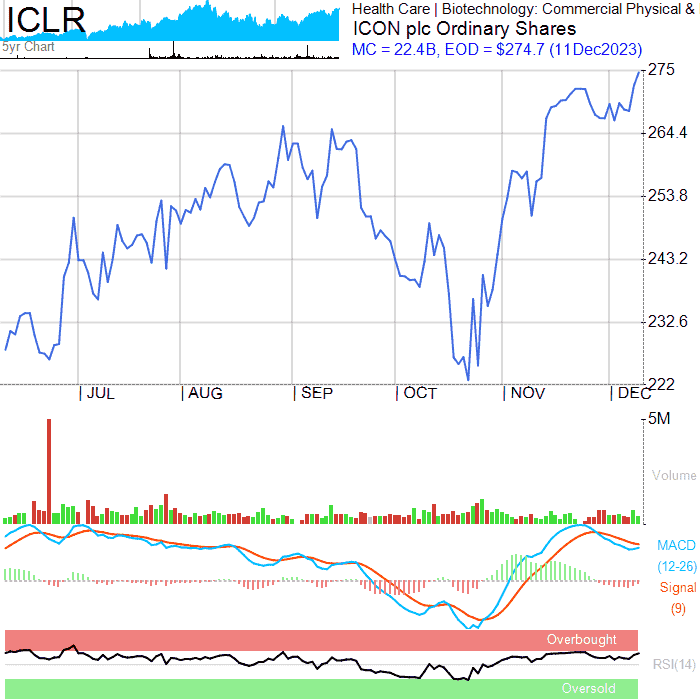 ICLR
5yr Chart
Health Care | Biotechnology: Commercial Physical &
ICON plc Ordinary Shares
MC = 22.4B, EOD = $274.7 (11Dec2023)
275
264.4
253.8
243.2
232.6
222
JUL
AUG
SEP
OCT
NOV
DEC
5M
Volume
MACD
(12-26)
Signal
(9)
Overbought
RSI(14)
Oversold